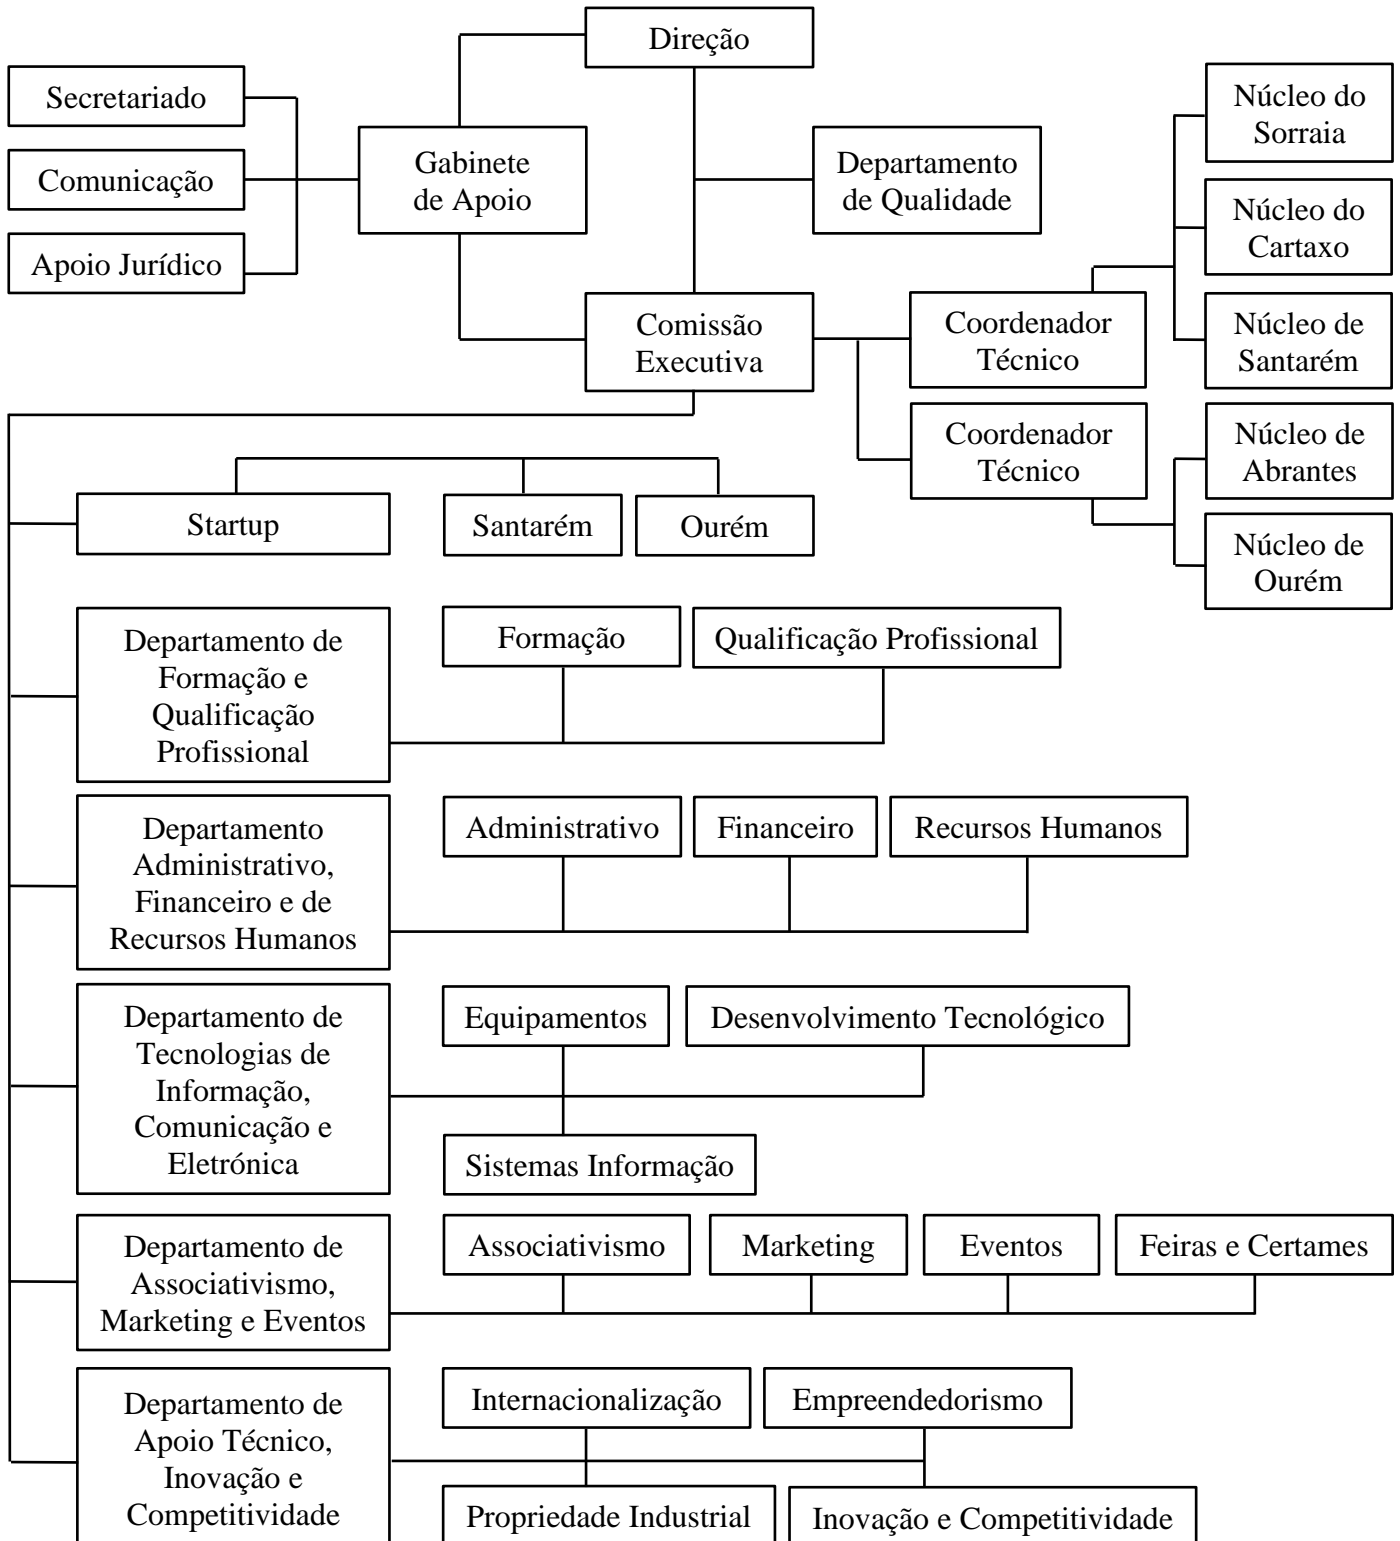 Direção
Secretariado
Comunicação
Apoio Jurídico
Gabinete
de Apoio
Departamento
de Qualidade
Comissão
Executiva
Coordenador
Técnico
Coordenador
Técnico
Núcleo do
Sorraia
Núcleo do
Cartaxo
Núcleo de
Santarém
Núcleo de
Abrantes
Núcleo de
Ourém
Startup
Santarém
Ourém
Departamento de
Formação e
Qualificação
Profissional
Formação
Qualificação Profissional
Departamento
Administrativo,
Financeiro e de
Recursos Humanos
Administrativo
Financeiro
Recursos Humanos
Departamento de
Tecnologias de
Informação,
Comunicação e
Eletrónica
Equipamentos
Desenvolvimento Tecnológico
Sistemas Informação
Departamento de
Associativismo,
Marketing e Eventos
Associativismo
Marketing
Eventos
Feiras e Certames
Departamento de
Apoio Técnico,
Inovação e
Competitividade
Internacionalização
Empreendedorismo
Propriedade Industrial
Inovação e Competitividade